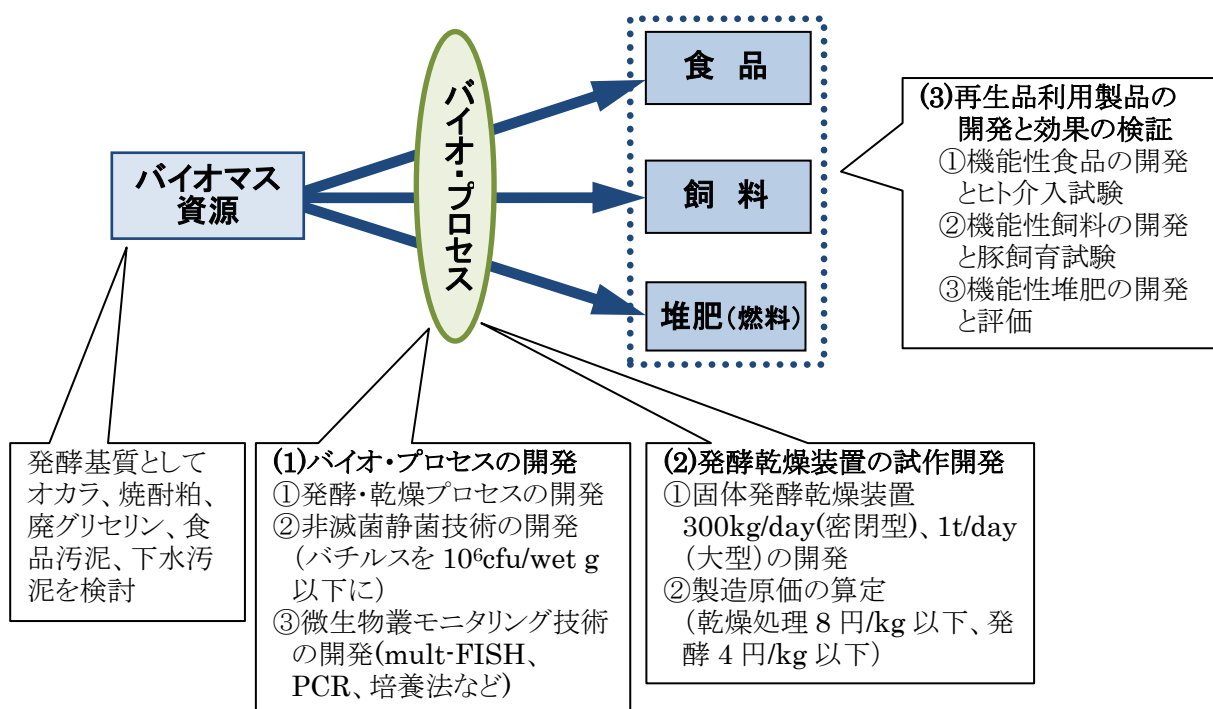 バイオマス
資源
バイオ・プロセス
食 品
飼 料
堆肥(燃料)
(3)再生品利用製品の
開発と効果の検証
①機能性食品の開発
とヒト介入試験
②機能性飼料の開発
と豚飼育試験
③機能性堆肥の開発
と評価
発酵基質として
オカラ、焼酎粕、
廃グリセリン、食
品汚泥、下水汚
泥を検討
(1)バイオ・プロセスの開発
①発酵・乾燥プロセスの開発
②非滅菌静菌技術の開発
(バチルスを 10⁶cfu/wet g
以下に)
③微生物叢モニタリング技術
の開発(mult-FISH、
PCR、培養法など)
(2)発酵乾燥装置の試作開発
①固体発酵乾燥装置
300kg/day(密閉型)、1t/day
(大型)の開発
②製造原価の算定
(乾燥処理 8 円/kg 以下、発
酵 4 円/kg 以下)